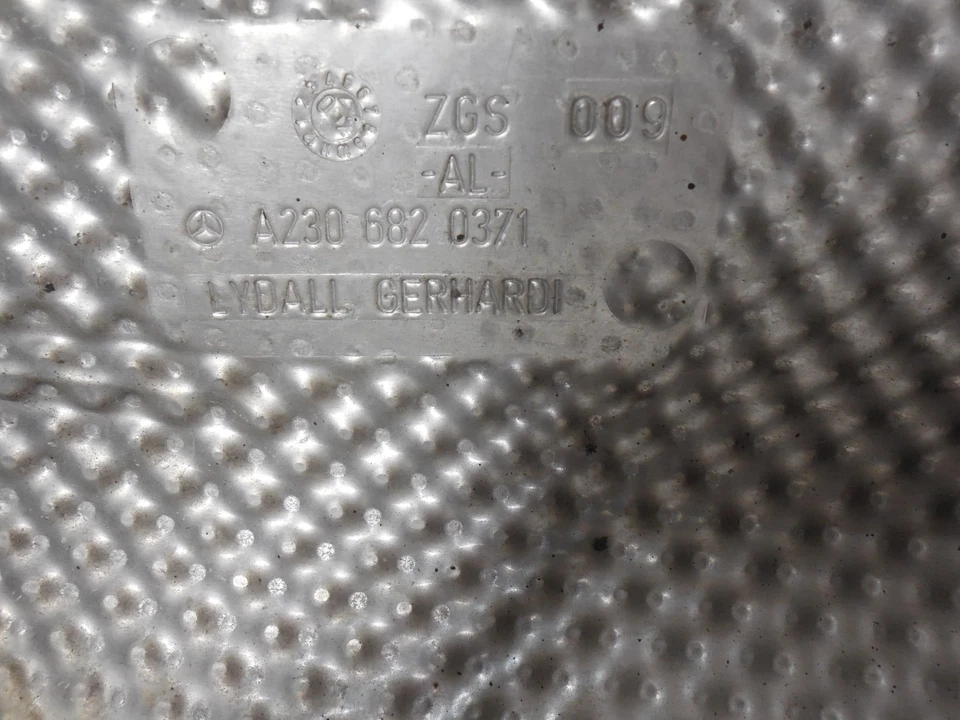 ZGS 009
-AL-
A230 682 0371
LYDALL GERHARDI